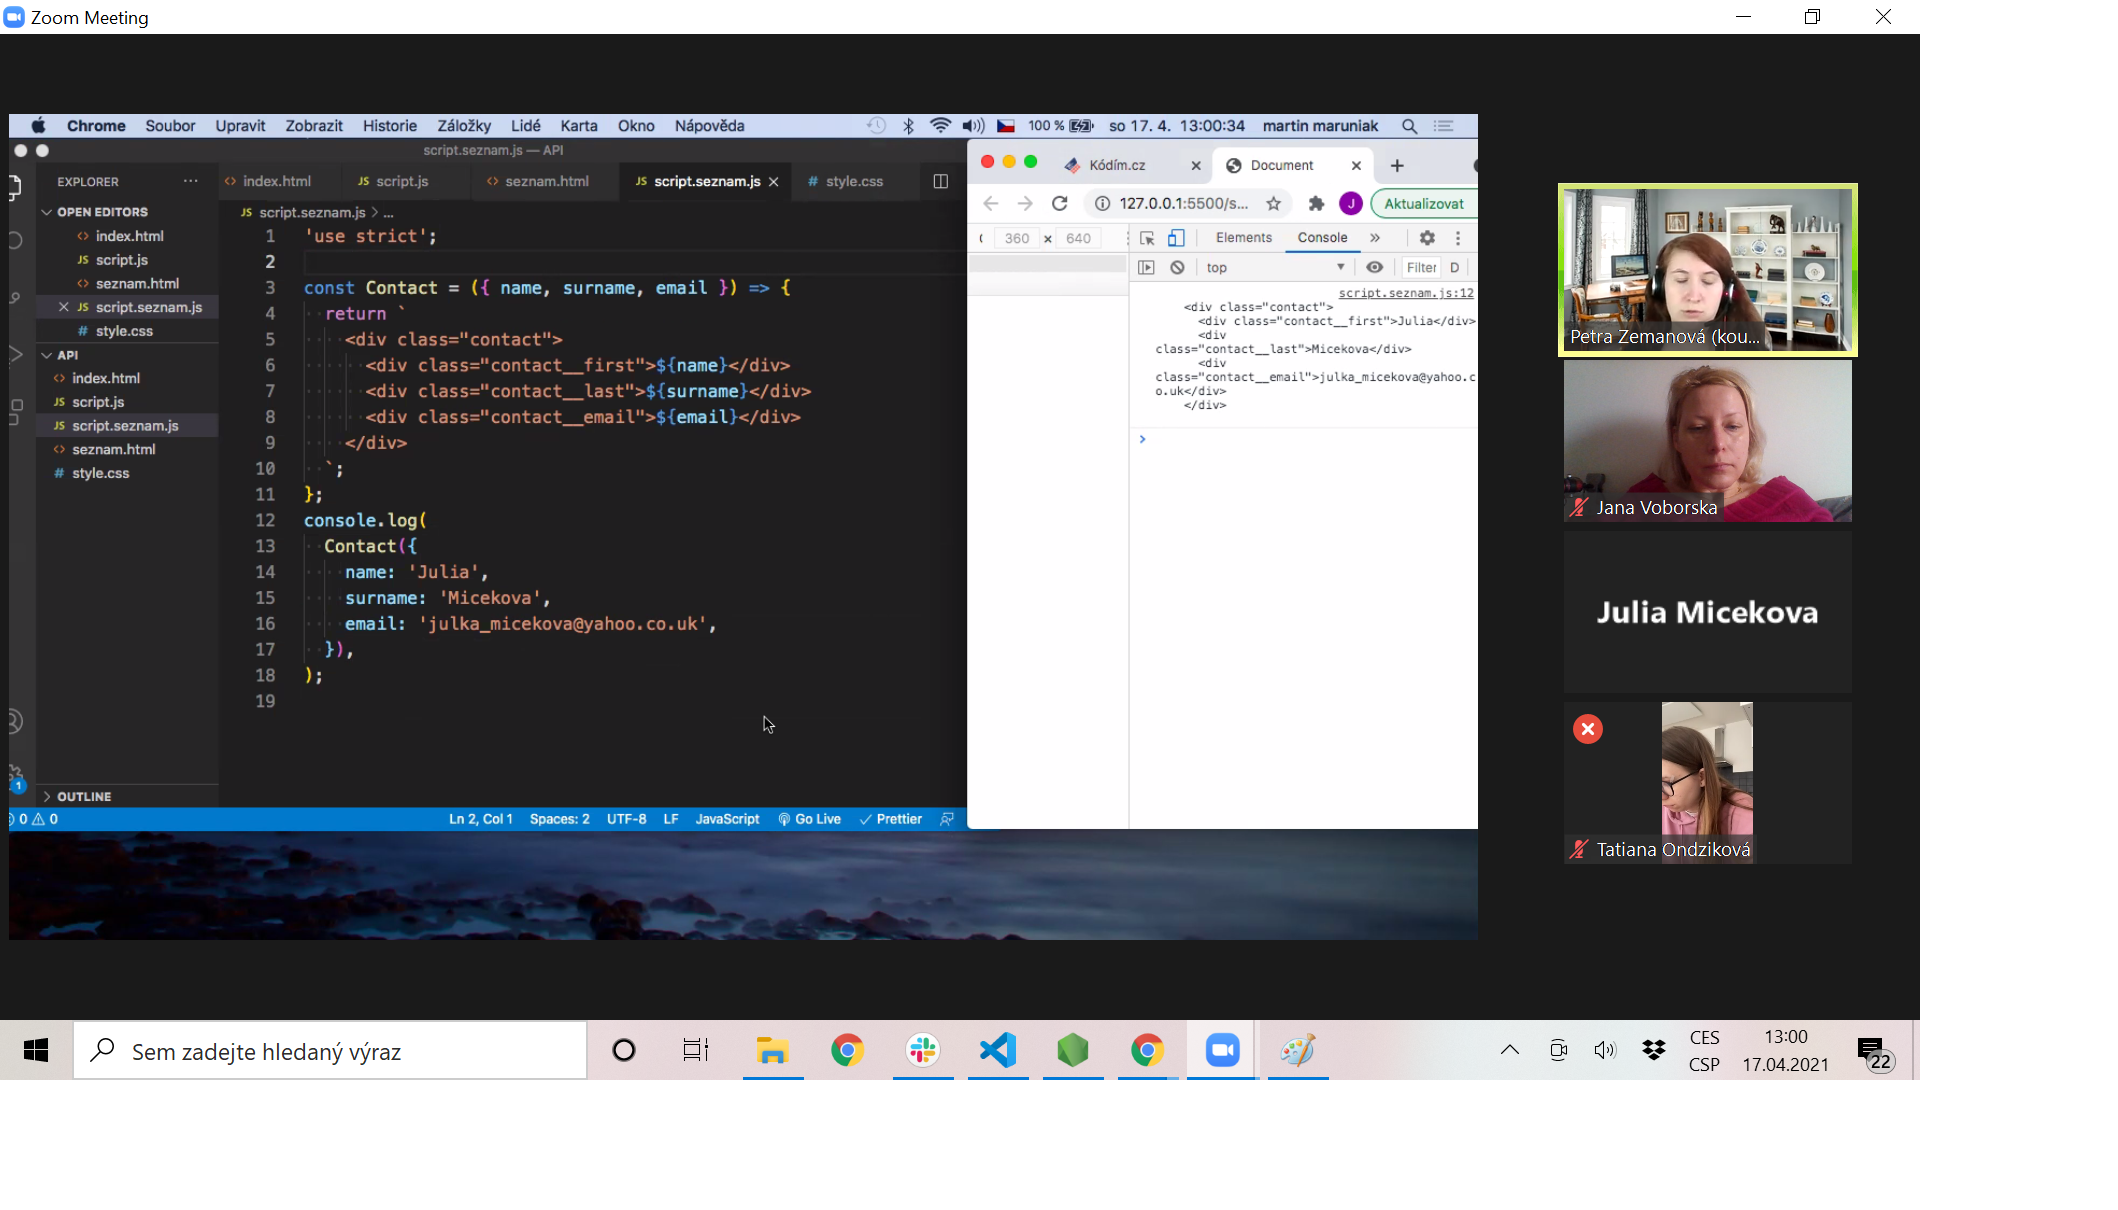 Zoom Meeting
Chrome Soubor Upravit Zobrazit Historie Záložky Lidé Karta Okno Nápověda 100 % so 17. 4. 13:00:34 martin maruniak
script.seznam.js — API
EXPLORER ...
OPEN EDITORS
<> index.html
JS script.js
<> seznam.html
JS script.seznam.js
# style.css
API
<> index.html
JS script.js
JS script.seznam.js
<> seznam.html
# style.css
OUTLINE
1
0 0
<> index.html JS script.js <> seznam.html JS script.seznam.js # style.css
JS script.seznam.js > ...
1 'use strict';
2
3 const Contact = ({ name, surname, email }) => {
4 return `
5 <div class="contact">
6 <div class="contact__first">${name}</div>
7 <div class="contact__last">${surname}</div>
8 <div class="contact__email">${email}</div>
9 </div>
10 `;
11 };
12 console.log(
13 Contact({
14 name: 'Julia',
15 surname: 'Micekova',
16 email: 'julka_micekova@yahoo.co.uk',
17 }),
18 );
19
Ln 2, Col 1 Spaces: 2 UTF-8 LF JavaScript Go Live Prettier
Kódím.cz Document
127.0.0.1:5500/s... J Aktualizovat
360 x 640 Elements Console »
top Filter D
script.seznam.js:12
<div class="contact">
<div class="contact__first">Julia</div>
<div
class="contact__last">Micekova</div>
<div
class="contact__email">julka_micekova@yahoo.c
o.uk</div>
</div>
Petra Zemanová (kou...
Jana Voborska
Julia Micekova
Tatiana Ondziková
Sem zadejte hledaný výraz
CES
CSP
13:00
17.04.2021
22